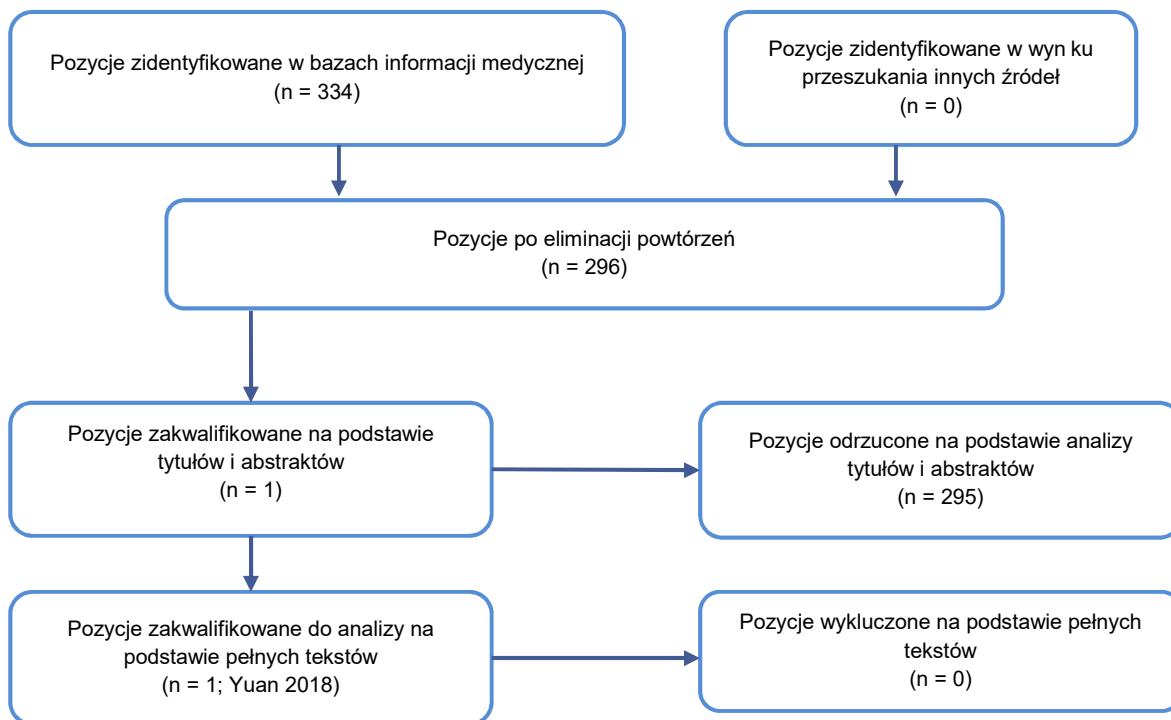 Pozycje zidentyfikowane w bazach informacji medycznej
(n = 334)
Pozycje zidentyfikowane w wyn ku
przeszukania innych źródeł
(n = 0)
Pozycje po eliminacji powtórzeń
(n = 296)
Pozycje zakwalifikowane na podstawie
tytułów i abstraktów
(n = 1)
Pozycje odrzucone na podstawie analizy
tytułów i abstraktów
(n = 295)
Pozycje zakwalifikowane do analizy na
podstawie pełnych tekstów
(n = 1; Yuan 2018)
Pozycje wykluczone na podstawie pełnych
tekstów
(n = 0)